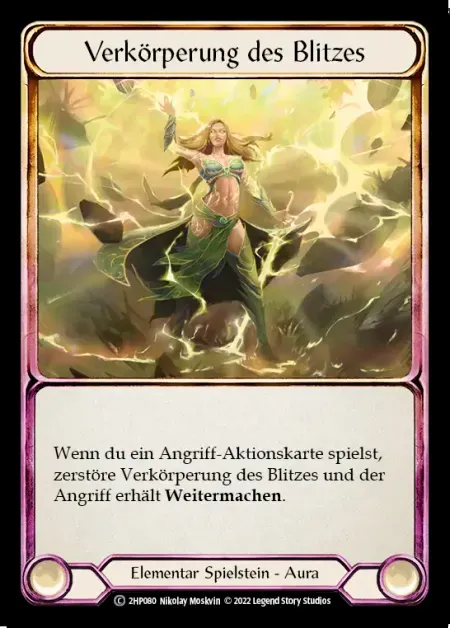 Verkörperung des Blitzes
Wenn du ein Angriff-Aktionskarte spielst,
zerstöre Verkörperung des Blitzes und der
Angriff erhält Weitermachen.
Elementar Spielstein - Aura
C 2HP080 Nikolay Moskvin © 2022 Legend Story Studios